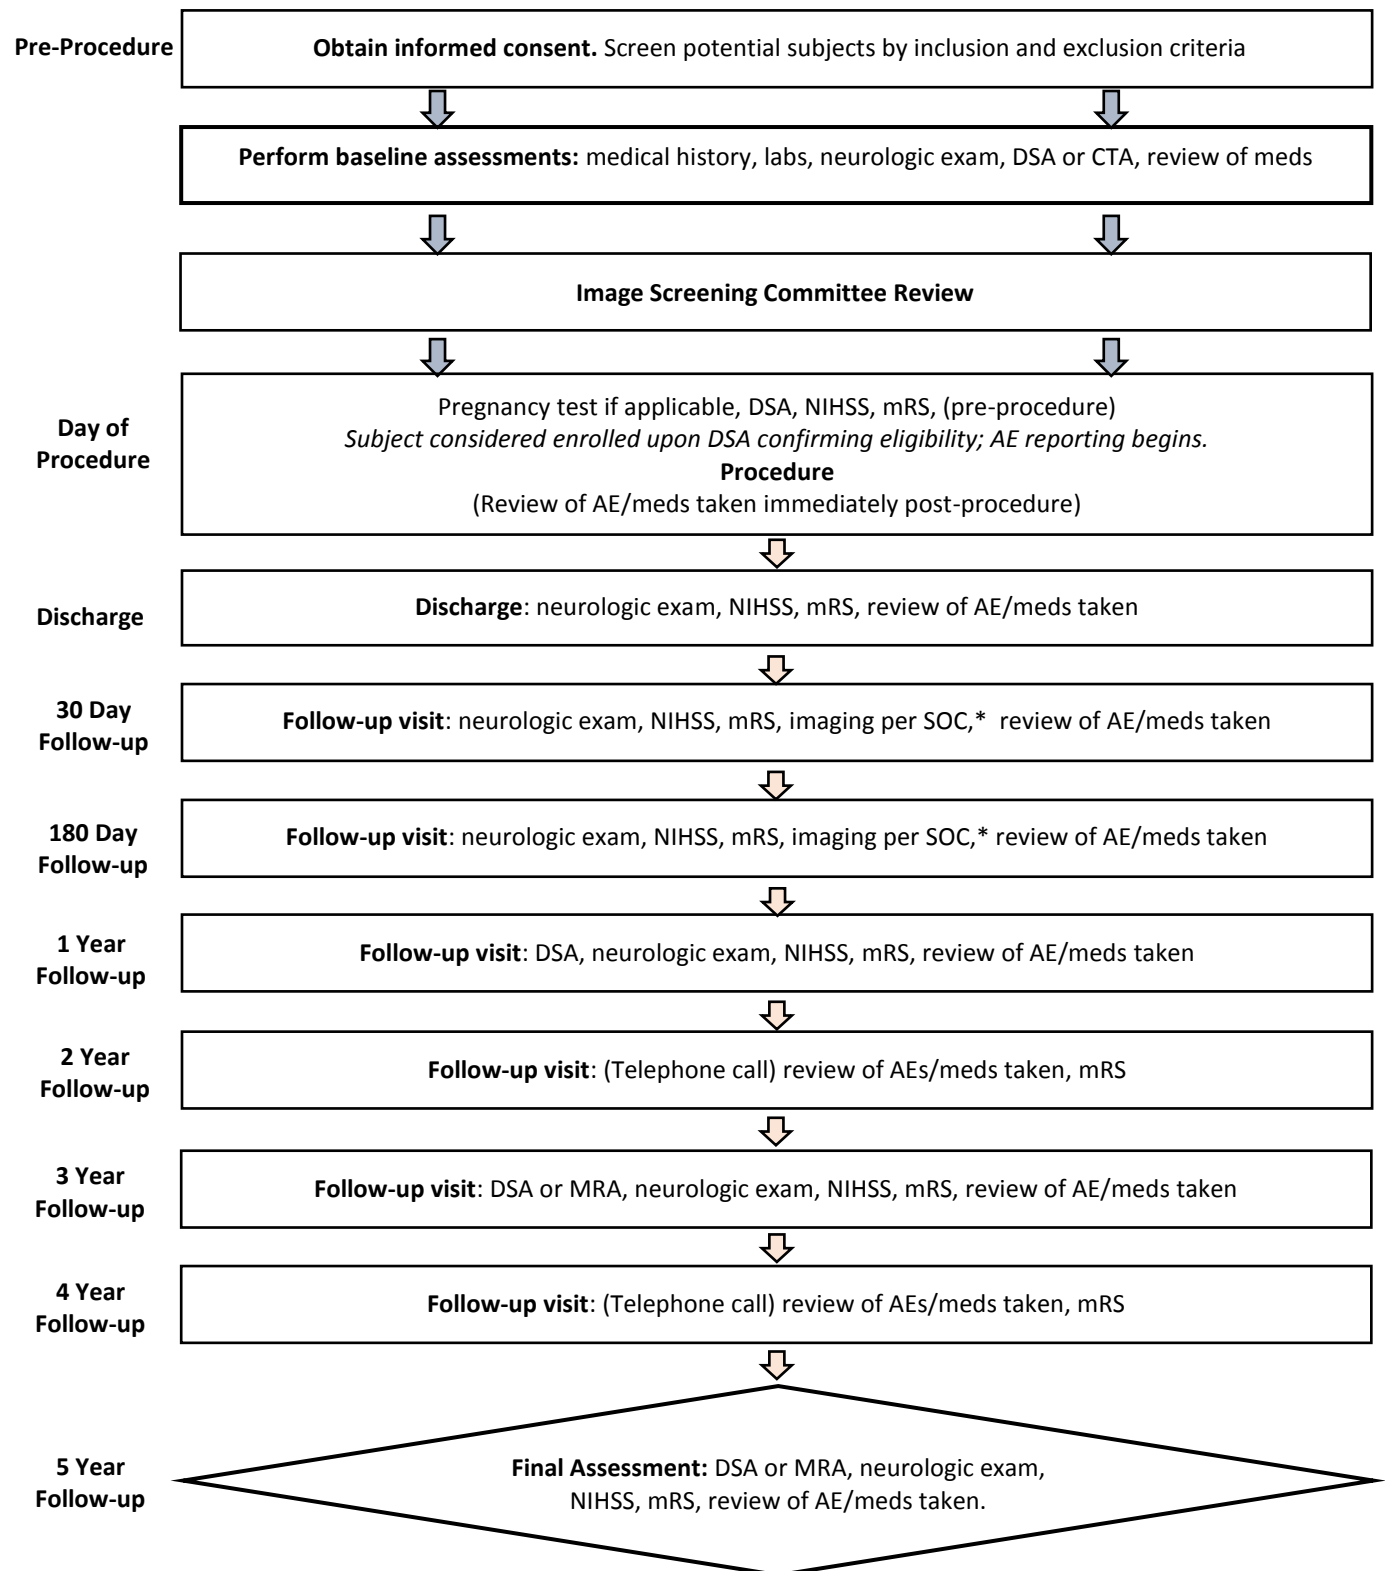 Pre-Procedure
Obtain informed consent. Screen potential subjects by inclusion and exclusion criteria
Perform baseline assessments: medical history, labs, neurologic exam, DSA or CTA, review of meds
Image Screening Committee Review
Day of
Procedure
Pregnancy test if applicable, DSA, NIHSS, mRS, (pre-procedure)
Subject considered enrolled upon DSA confirming eligibility; AE reporting begins.
Procedure
(Review of AE/meds taken immediately post-procedure)
Discharge
Discharge: neurologic exam, NIHSS, mRS, review of AE/meds taken
30 Day
Follow-up
Follow-up visit: neurologic exam, NIHSS, mRS, imaging per SOC,* review of AE/meds taken
180 Day
Follow-up
Follow-up visit: neurologic exam, NIHSS, mRS, imaging per SOC,* review of AE/meds taken
1 Year
Follow-up
Follow-up visit: DSA, neurologic exam, NIHSS, mRS, review of AE/meds taken
2 Year
Follow-up
Follow-up visit: (Telephone call) review of AEs/meds taken, mRS
3 Year
Follow-up
Follow-up visit: DSA or MRA, neurologic exam, NIHSS, mRS, review of AE/meds taken
4 Year
Follow-up
Follow-up visit: (Telephone call) review of AEs/meds taken, mRS
5 Year
Follow-up
Final Assessment: DSA or MRA, neurologic exam,
NIHSS, mRS, review of AE/meds taken.